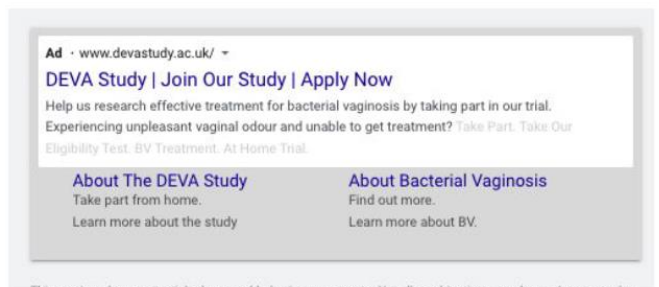 Ad · www.devastudy.ac.uk/
DEVA Study | Join Our Study | Apply Now
Help us research effective treatment for bacterial vaginosis by taking part in our trial.
Experiencing unpleasant vaginal odour and unable to get treatment? Take Part. Take Our
Eligibility Test. BV Treatment. At Home Trial.
About The DEVA Study
Take part from home.
Learn more about the study
About Bacterial Vaginosis
Find out more.
Learn more about BV.